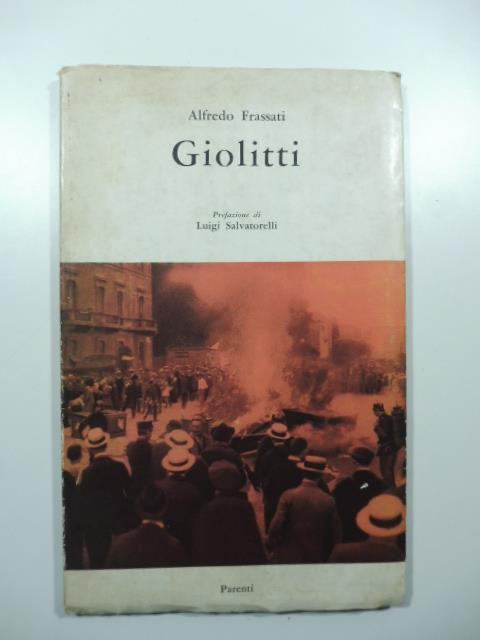 Alfredo Frassati
Giolitti
Prefazione di
Luigi Salvatorelli
Parenti